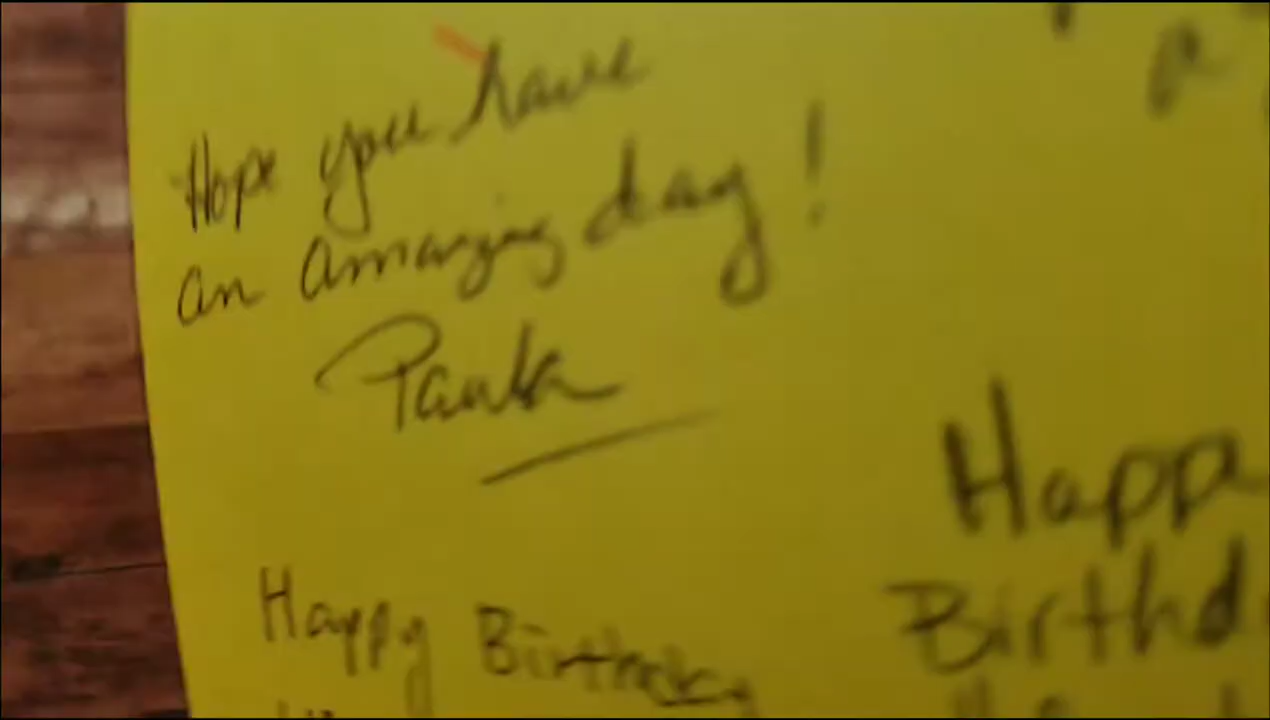 Hope you have
an amazing day!
Paula
Happy Birthday
Happ
Birthd